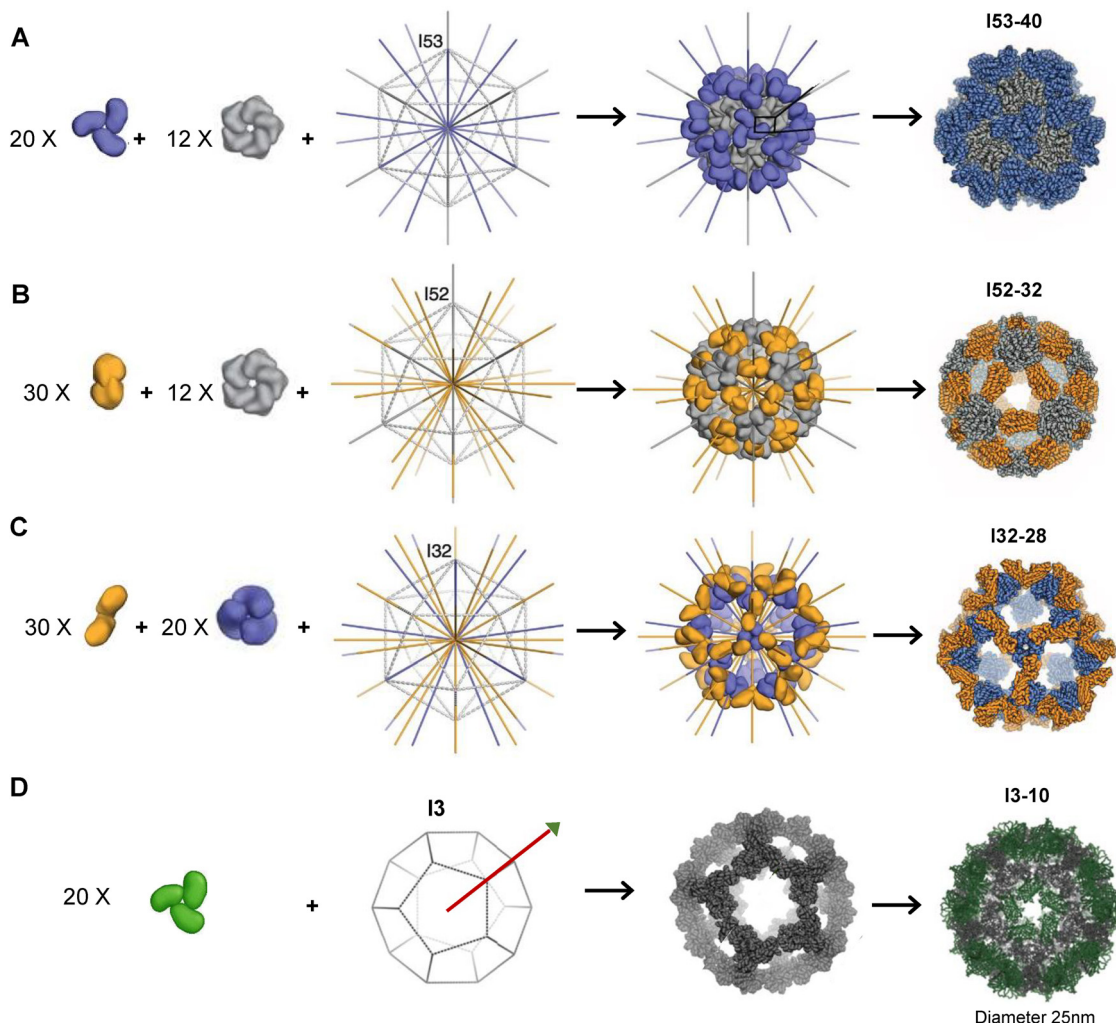 A
I53-40
I53
20 X + 12 X +
B
I52-32
I52
30 X + 12 X +
C
I32-28
I32
30 X + 20 X +
D
I3-10
I3
20 X +
Diameter 25nm